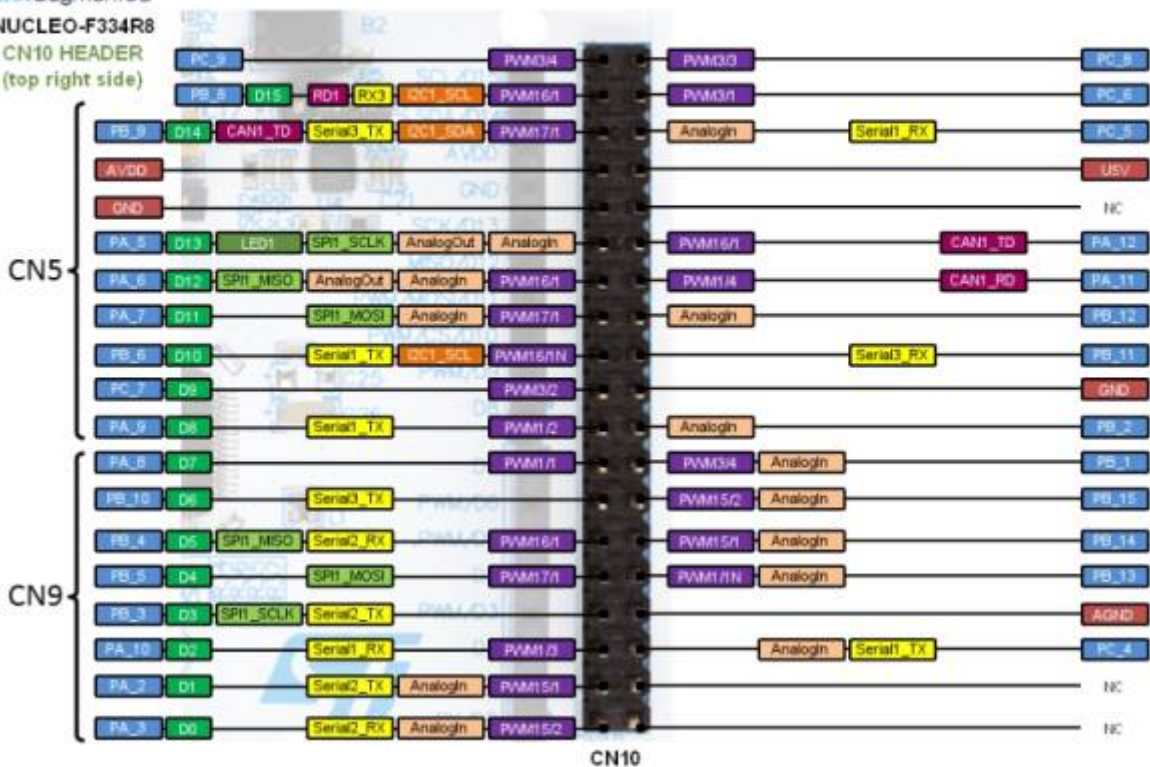 NUCLEO-F334R8
CN10 HEADER
(top right side)
B2
PC_9 PWM3/4 PWM3/3 PC_8
PB_8 D15 RD1 RX3 I2C1_SCL PWM16/1 PWM3/1 PC_6
PB_9 D14 CAN1_TD Serial3_TX I2C1_SDA PWM17/1 AnalogIn Serial1_RX PC_5
AVDD U5V
GND NC
PA_5 D13 LED1 SPI1_SCLK AnalogOut AnalogIn PWM16/1 CAN1_TD PA_12
CN5
PA_6 D12 SPI1_MISO AnalogOut AnalogIn PWM16/1 PWM1/4 CAN1_RD PA_11
PA_7 D11 SPI1_MOSI AnalogIn PWM17/1 AnalogIn PB_12
PB_6 D10 Serial1_TX I2C1_SCL PWM16/1N Serial3_RX PB_11
PC_7 D9 PWM3/2 GND
PA_9 D8 Serial1_TX PWM1/2 AnalogIn PB_2
PA_8 D7 PWM1/1 PWM3/4 AnalogIn PB_1
PB_10 D6 Serial3_TX PWM15/2 AnalogIn PB_15
PB_4 D5 SPI1_MISO Serial2_RX PWM16/1 PWM15/1 AnalogIn PB_14
PB_5 D4 SPI1_MOSI PWM17/1 PWM1/1N AnalogIn PB_13
CN9
PB_3 D3 SPI1_SCLK Serial2_TX AGND
PA_10 D2 Serial1_RX PWM1/3 AnalogIn Serial1_TX PC_4
PA_2 D1 Serial2_TX AnalogIn PWM15/1 NC
PA_3 D0 Serial2_RX AnalogIn PWM15/2 NC
CN10